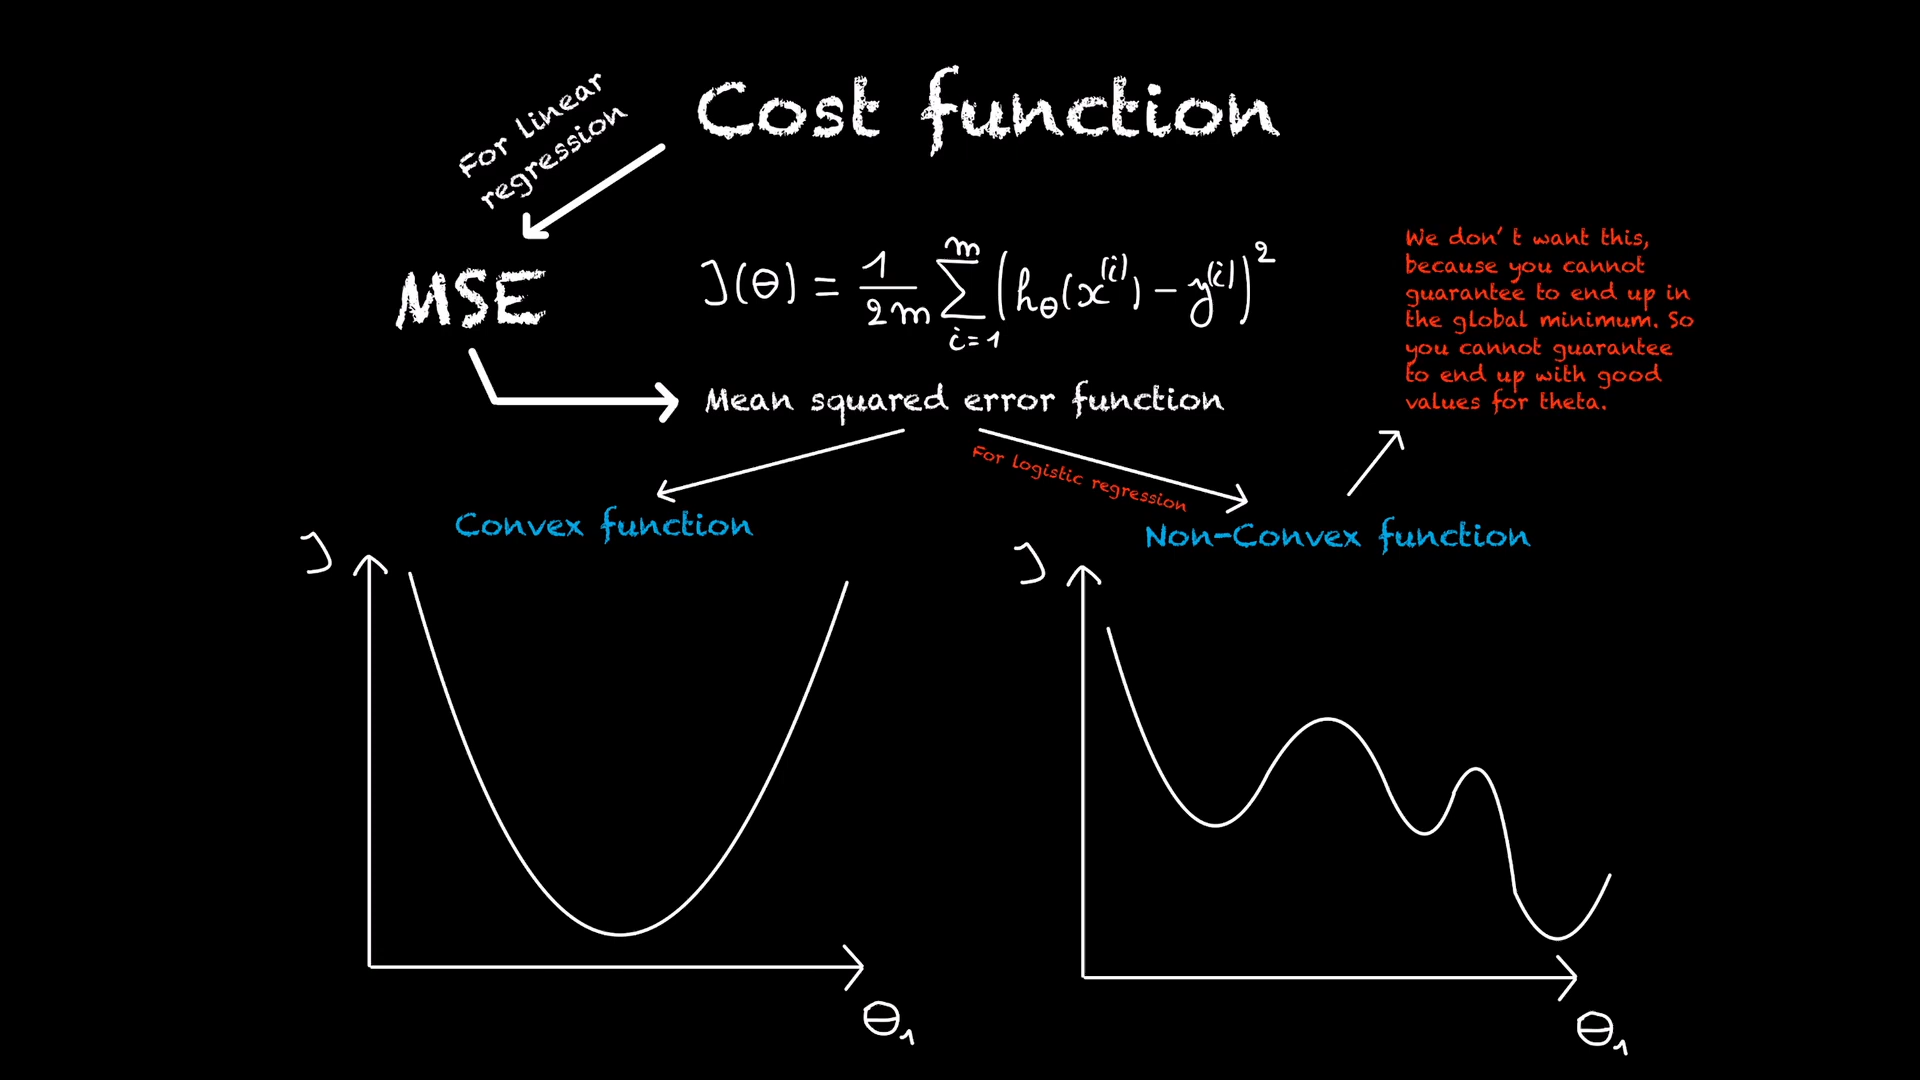 Cost function
For linear
regression
MSE
J(θ) = 1/2m ∑ i=1 m (hθ(x⁽ⁱ⁾) − y⁽ⁱ⁾)²
We don't want this,
because you cannot
guarantee to end up in
the global minimum. So
you cannot guarantee
to end up with good
values for theta.
Mean squared error function
For logistic regression
Convex function
Non-Convex function
J
J
θ₁
θ₁